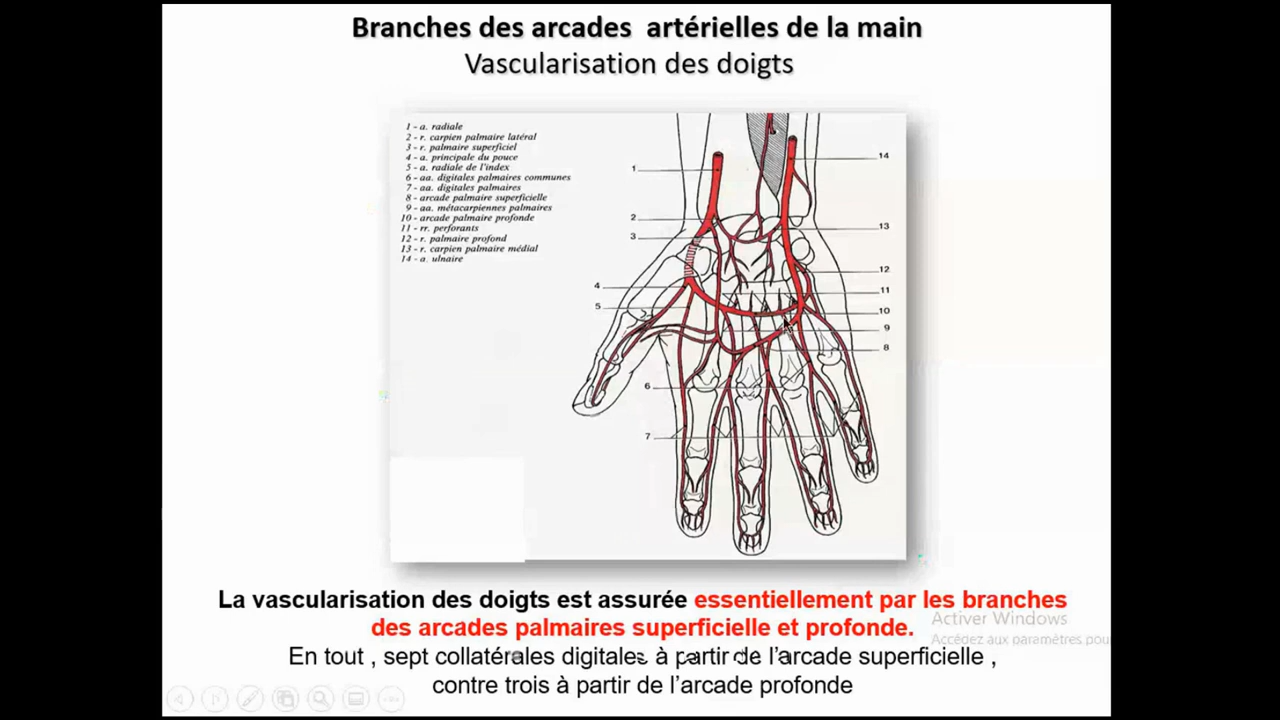 Branches des arcades artérielles de la main
Vascularisation des doigts
1 - a. radiale
2 - r. carpien palmaire latéral
3 - r. palmaire superficiel
4 - a. principale du pouce
5 - a. radiale de l'index
6 - aa. digitales palmaires communes
7 - aa. digitales palmaires
8 - arcade palmaire superficielle
9 - aa. métacarpiennes palmaires
10 - arcade palmaire profonde
11 - rr. perforants
12 - r. palmaire profond
13 - r. carpien palmaire médial
14 - a. ulnaire
1
2
3
4
5
6
7
14
13
12
11
10
9
8
La vascularisation des doigts est assurée essentiellement par les branches
des arcades palmaires superficielle et profonde.
Activer Windows
Accédez aux paramètres pou
En tout , sept collatérales digitales à partir de l’arcade superficielle ,
contre trois à partir de l’arcade profonde